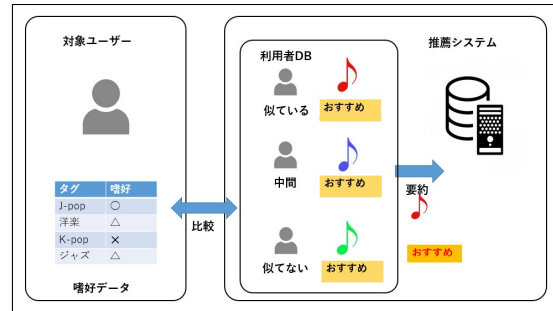 対象ユーザー
タグ 嗜好
J-pop ○
洋楽 △
K-pop ×
ジャズ △
嗜好データ
比較
利用者DB
似ている おすすめ
中間 おすすめ
似てない おすすめ
推薦システム
要約
おすすめ